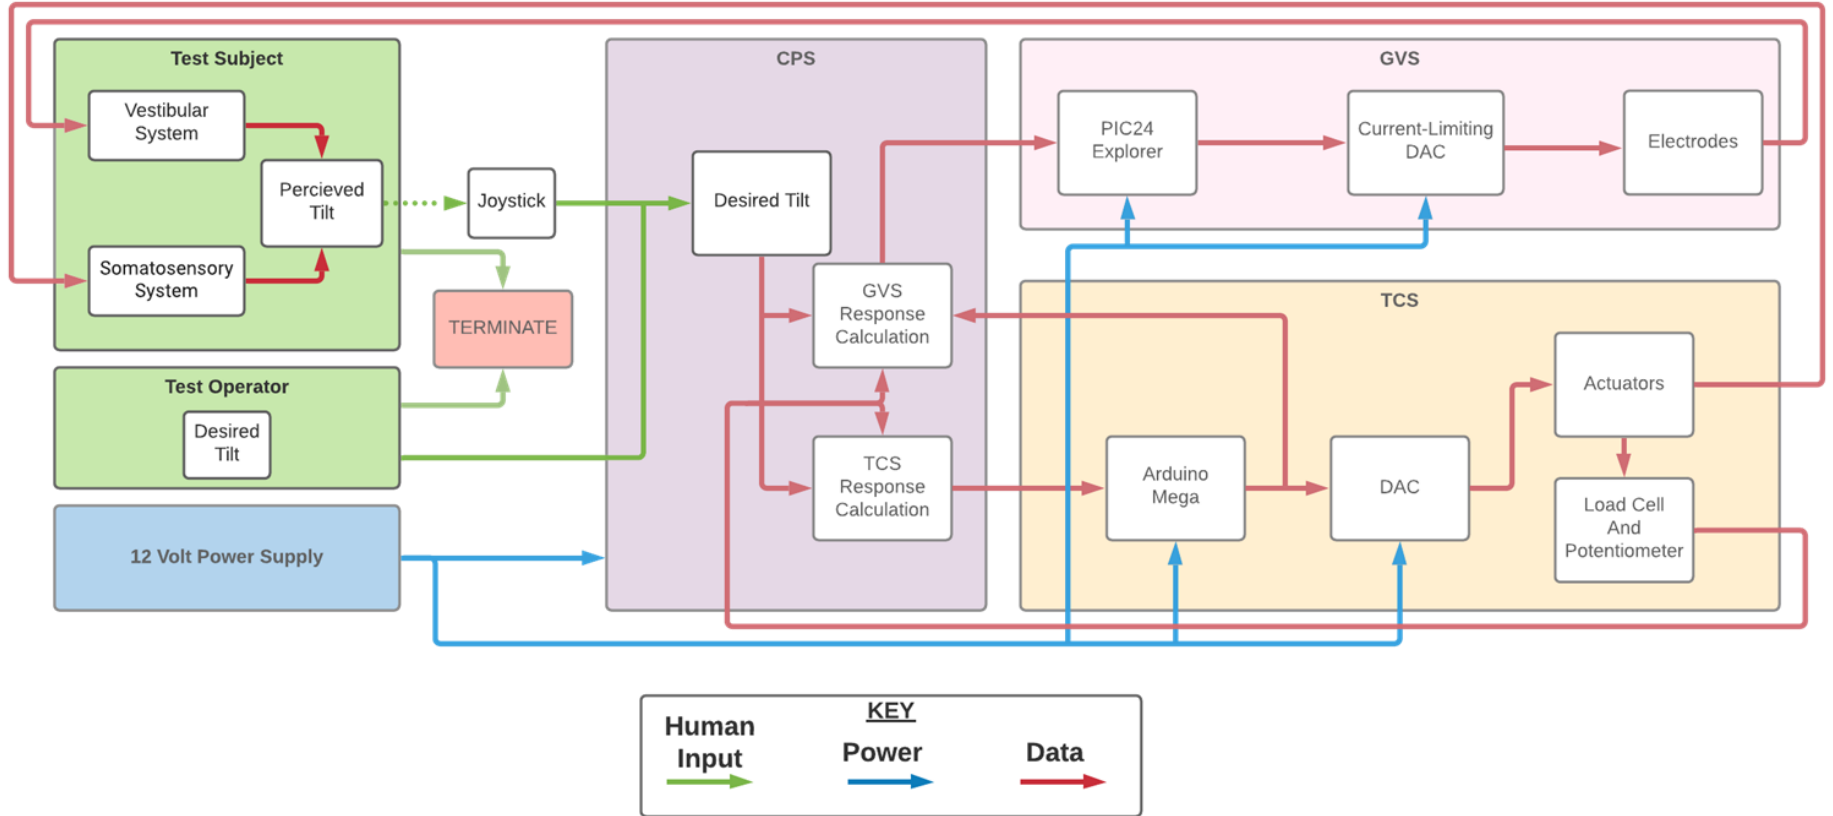 Test Subject
Vestibular
System
Percieved
Tilt
Somatosensory
System
Joystick
TERMINATE
Test Operator
Desired
Tilt
12 Volt Power Supply
CPS
Desired Tilt
GVS
Response
Calculation
TCS
Response
Calculation
GVS
PIC24
Explorer
Current-Limiting
DAC
Electrodes
TCS
Actuators
Arduino
Mega
DAC
Load Cell
And
Potentiometer
KEY
Human
Input
Power
Data